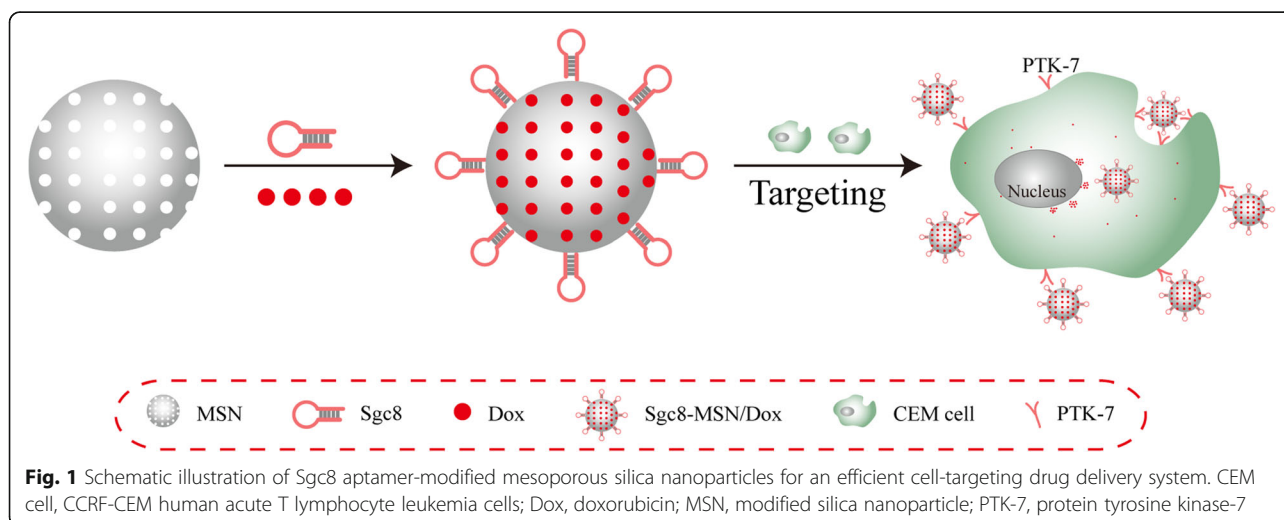 PTK-7
Targeting
Nucleus
MSN Sgc8 Dox Sgc8-MSN/Dox CEM cell PTK-7
Fig. 1 Schematic illustration of Sgc8 aptamer-modified mesoporous silica nanoparticles for an efficient cell-targeting drug delivery system. CEM
cell, CCRF-CEM human acute T lymphocyte leukemia cells; Dox, doxorubicin; MSN, modified silica nanoparticle; PTK-7, protein tyrosine kinase-7